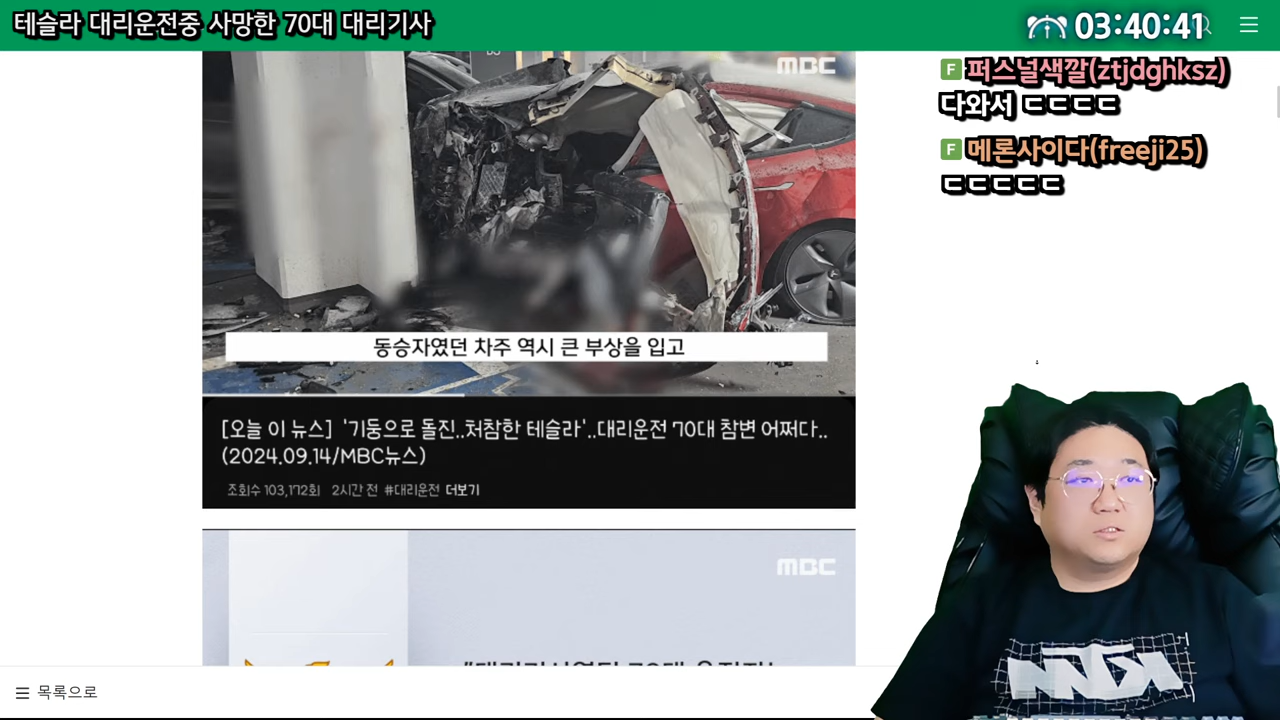 테슬라 대리운전중 사망한 70대 대리기사
03:40:41
MBC
F 퍼스널색깔(ztjdghksz)
다와서 ㄷㄷㄷㄷ
F 메론사이다(freeji25)
ㄷㄷㄷㄷㄷ
동승자였던 차주 역시 큰 부상을 입고
[오늘 이 뉴스] '기둥으로 돌진..처참한 테슬라'..대리운전 70대 참변 어쩌다..
(2024.09.14/MBC뉴스)
조회수 103,172회 2시간 전 #대리운전 더보기
MBC
목록으로